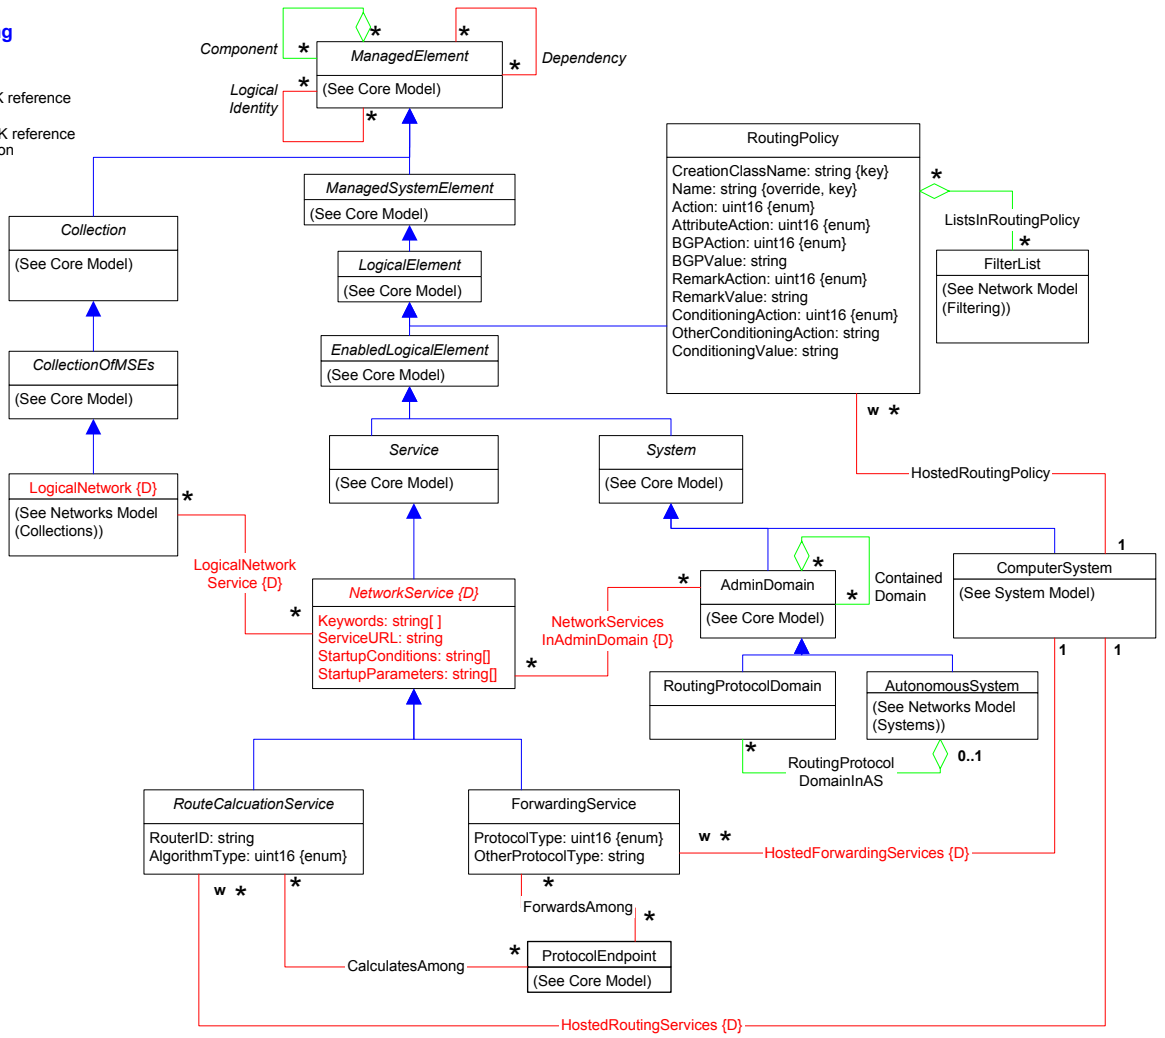 Component
*
*
ManagedElement
(See Core Model)
*
*
Dependency
Logical
Identity
*
*
K reference
K reference
ManagedSystemElement
(See Core Model)
Collection
(See Core Model)
LogicalElement
(See Core Model)
RoutingPolicy
CreationClassName: string {key}
Name: string {override, key}
Action: uint16 {enum}
AttributeAction: uint16 {enum}
BGPAction: uint16 {enum}
BGPValue: string
RemarkAction: uint16 {enum}
RemarkValue: string
ConditioningAction: uint16 {enum}
OtherConditioningAction: string
ConditioningValue: string
*
ListsInRoutingPolicy
*
FilterList
(See Network Model
(Filtering))
CollectionOfMSEs
(See Core Model)
EnabledLogicalElement
(See Core Model)
w *
HostedRoutingPolicy
1
Service
(See Core Model)
System
(See Core Model)
LogicalNetwork {D}
(See Networks Model
(Collections))
*
LogicalNetwork
Service {D}
*
NetworkService {D}
Keywords: string[ ]
ServiceURL: string
StartupConditions: string[]
StartupParameters: string[]
*
NetworkServices
InAdminDomain {D}
*
AdminDomain
(See Core Model)
*
*
Contained
Domain
ComputerSystem
(See System Model)
1
1
RoutingProtocolDomain
AutonomousSystem
(See Networks Model
(Systems))
*
RoutingProtocol
DomainInAS
0..1
RouteCalcuationService
RouterID: string
AlgorithmType: uint16 {enum}
ForwardingService
ProtocolType: uint16 {enum}
OtherProtocolType: string
w *
HostedForwardingServices {D}
w *
*
*
ForwardsAmong
*
CalculatesAmong
*
ProtocolEndpoint
(See Core Model)
HostedRoutingServices {D}